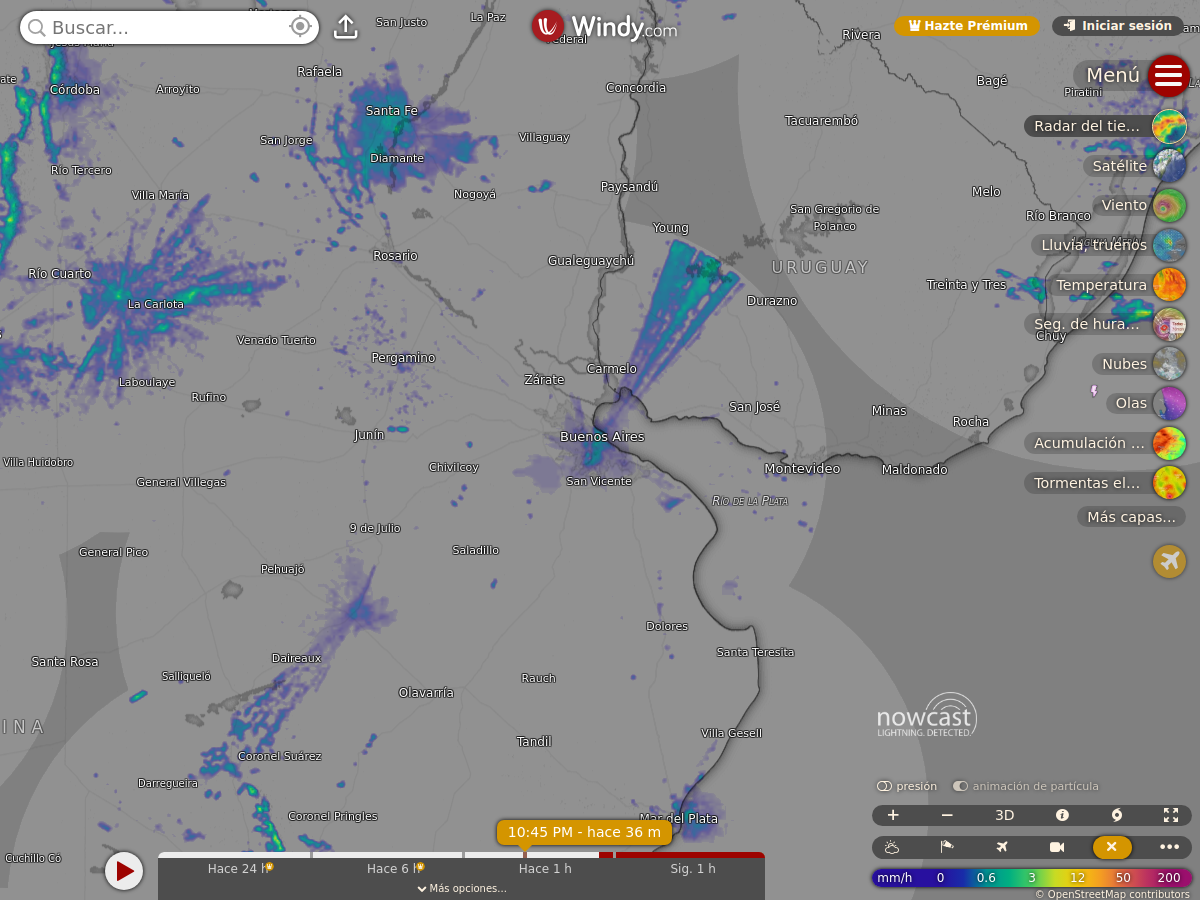 Buscar...
San Justo
La Paz
Windy.com
Federal
Rivera
Hazte Prémium
Iniciar sesión
Jesús María
Rafaela
Córdoba
Arroyito
Concordia
Bagé
Menú
Piratini
Santa Fe
Tacuarembó
Radar del tie...
San Jorge
Villaguay
Diamante
Río Tercero
Satélite
Villa María
Nogoyá
Paysandú
Melo
Viento
San Gregorio de
Polanco
Río Branco
Young
Lluvia, truenos
Rosario
Gualeguaychú
URUGUAY
Río Cuarto
Treinta y Tres
Temperatura
La Carlota
Durazno
Seg. de hura...
Chuy
Venado Tuerto
Pergamino
Carmelo
Nubes
Zárate
Laboulaye
Rufino
San José
Minas
Olas
Rocha
Junín
Buenos Aires
Acumulación ...
Villa Huidobro
Chivilcoy
Montevideo
Maldonado
General Villegas
San Vicente
Tormentas el...
Río de la Plata
Más capas...
9 de Julio
General Pico
Saladillo
Pehuajó
Dolores
Santa Teresita
Santa Rosa
Daireaux
Salliqueló
Rauch
Olavarría
INA
nowcast
LIGHTNING. DETECTED.
Villa Gesell
Tandil
Coronel Suárez
Darregueira
presión
animación de partícula
Coronel Pringles
Mar del Plata
+
−
3D
10:45 PM - hace 36 m
Cuchillo Có
Hace 24 h
Hace 6 h
Hace 1 h
Sig. 1 h
Más opciones...
mm/h 0 0.6 3 12 50 200
© OpenStreetMap contributors